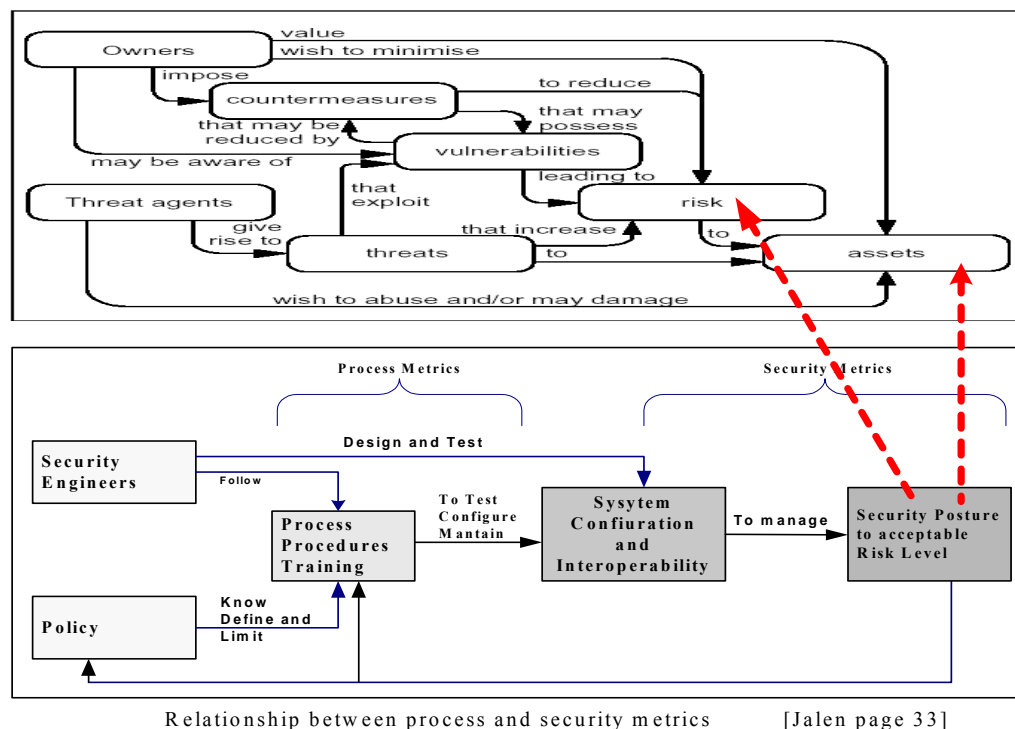 value
Owners
wish to minimise
impose
to reduce
countermeasures
that may
possess
that may be
reduced by
vulnerabilities
may be aware of
leading to
that
exploit
Threat agents
risk
give
rise to
that increase
to
threats
to
assets
wish to abuse and/or may damage
Process Metrics
Security Metrics
Design and Test
Security
Engineers
Follow
To Test
Configure
Mantain
Process
Procedures
Training
Sysytem
Confiuration
and
Interoperability
To manage
Security Posture
to acceptable
Risk Level
Know
Define and
Limit
Policy
Relationship between process and security metrics [Jalen page 33]